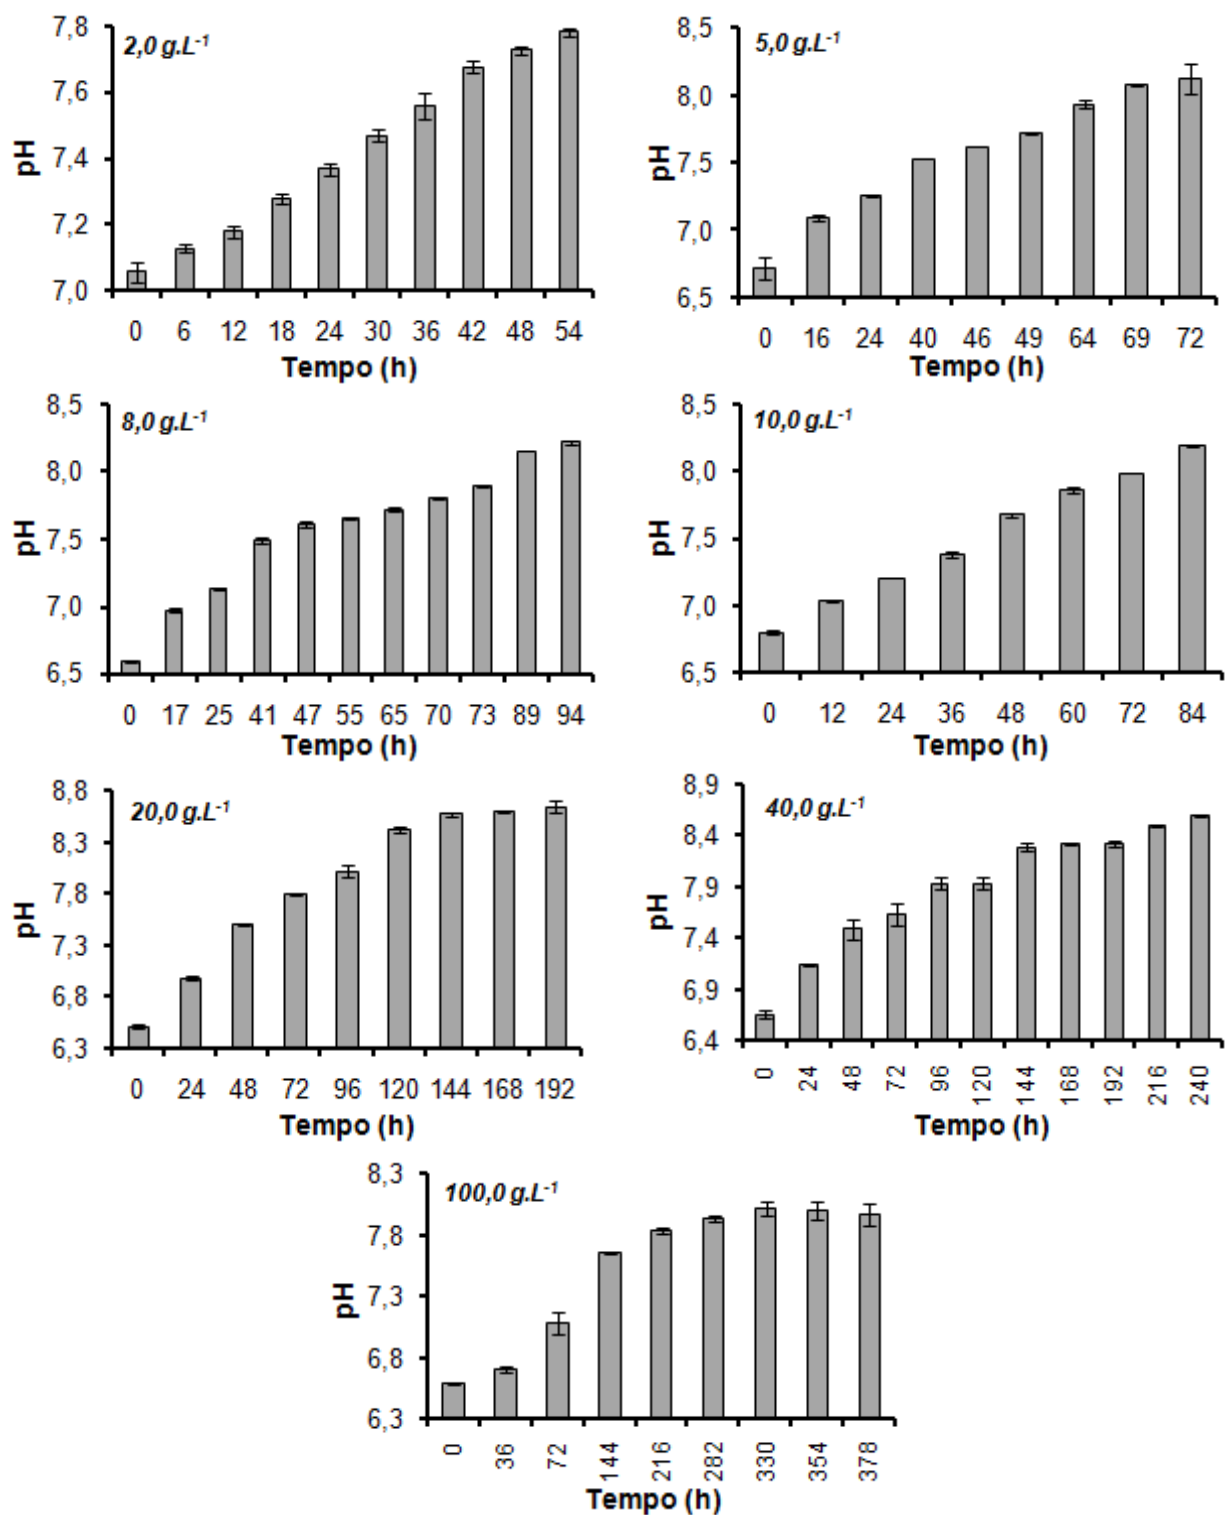 2,0 g.L-1
pH
7,8
7,6
7,4
7,2
7,0
0 6 12 18 24 30 36 42 48 54
Tempo (h)
5,0 g.L-1
pH
8,5
8,0
7,5
7,0
6,5
0 16 24 40 46 49 64 69 72
Tempo (h)
8,0 g.L-1
pH
8,5
8,0
7,5
7,0
6,5
0 17 25 41 47 55 65 70 73 89 94
Tempo (h)
10,0 g.L-1
pH
8,5
8,0
7,5
7,0
6,5
0 12 24 36 48 60 72 84
Tempo (h)
20,0 g.L-1
pH
8,8
8,3
7,8
7,3
6,8
6,3
0 24 48 72 96 120 144 168 192
Tempo (h)
40,0 g.L-1
pH
8,9
8,4
7,9
7,4
6,9
6,4
0 24 48 72 96 120 144 168 192 216 240
Tempo (h)
100,0 g.L-1
pH
8,3
7,8
7,3
6,8
6,3
0 36 72 144 216 282 330 354 378
Tempo (h)